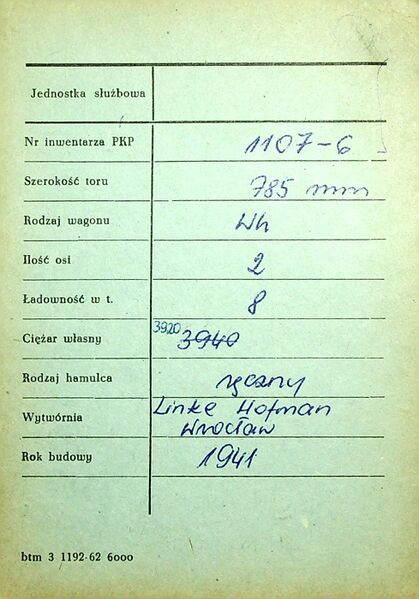 Jednostka służbowa
Nr inwentarza PKP 1107-6
Szerokość toru 785 mm
Rodzaj wagonu Wh
Ilość osi 2
Ładowność w t. 8
Ciężar własny 3920 3940
Rodzaj hamulca ręczny
Wytwórnia Linke Hofman
Wrocław
Rok budowy 1941
btm 3 1192-62 6000